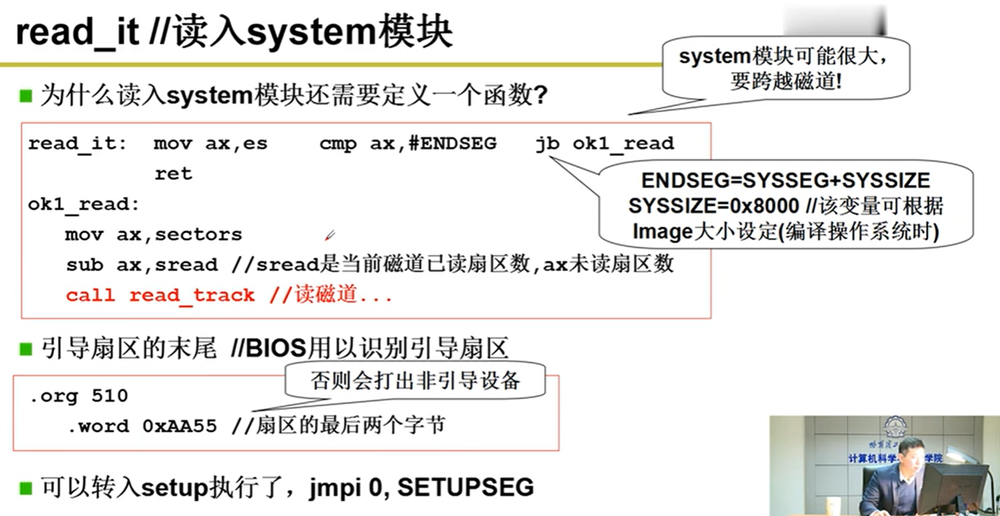 read_it //读入system模块
system模块可能很大，
要跨越磁道!
为什么读入system模块还需要定义一个函数?
read_it: mov ax,es cmp ax,#ENDSEG jb ok1_read
ret
ENDSEG=SYSSEG+SYSSIZE
SYSSIZE=0x8000 //该变量可根据
Image大小设定(编译操作系统时)
ok1_read:
mov ax,sectors
sub ax,sread //sread是当前磁道已读扇区数,ax未读扇区数
call read_track //读磁道...
引导扇区的末尾 //BIOS用以识别引导扇区
否则会打出非引导设备
.org 510
.word 0xAA55 //扇区的最后两个字节
可以转入setup执行了，jmpi 0, SETUPSEG
计算机科学
学院